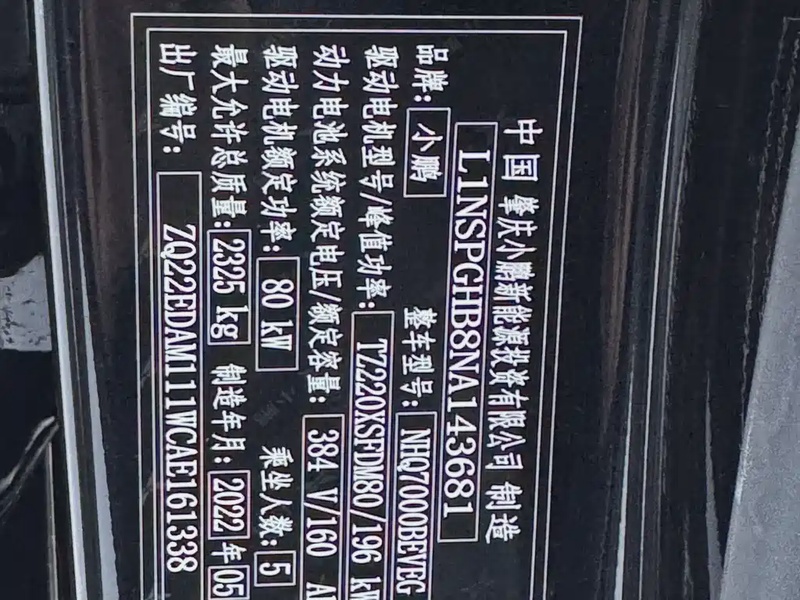 中国 肇庆小鹏新能源投资有限公司 制造
L1NSPGHB8NA143681
品牌: 小鹏 整车型号: NHQ7000BEVEG
驱动电机型号/峰值功率: TZ220XSFDM80/196 kW
动力电池系统额定电压/额定容量: 384 V/160 A
驱动电机额定功率: 80 kW 乘坐人数: 5
最大允许总质量: 2325 kg 制造年月: 2022 年 05
出厂编号: ZQ22EDAM111WCAE161338